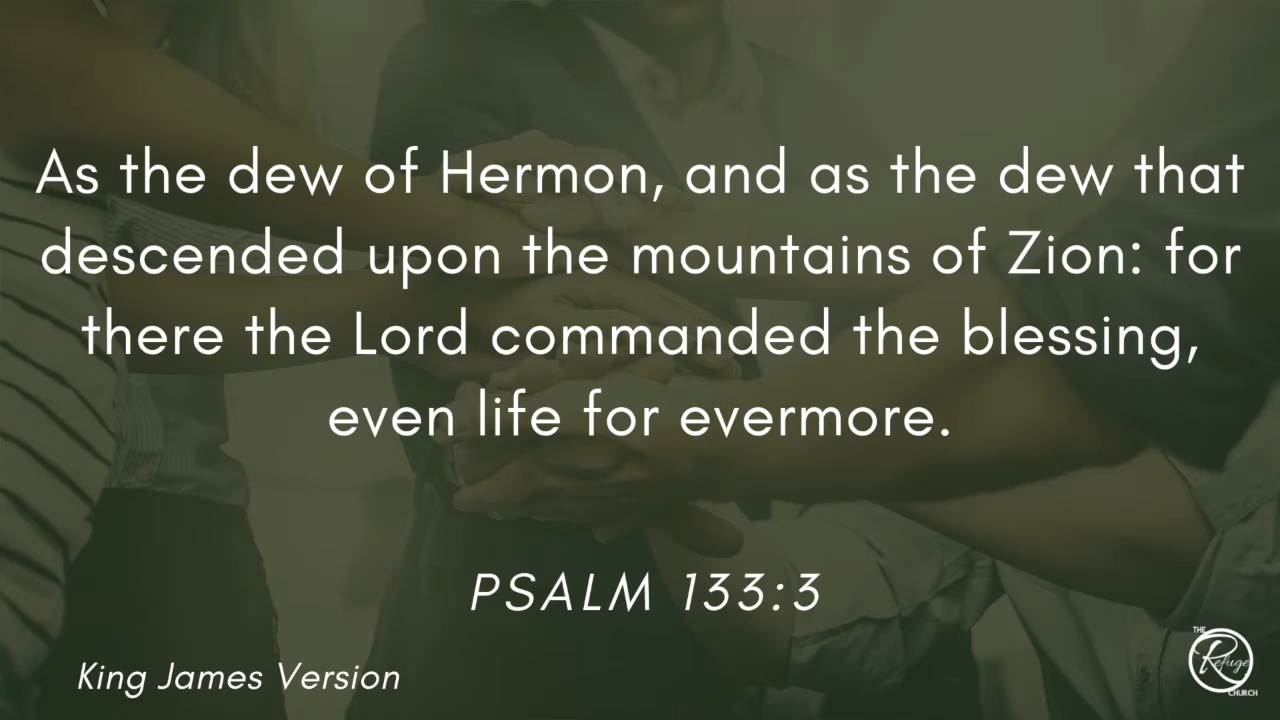 As the dew of Hermon, and as the dew that
descended upon the mountains of Zion: for
there the Lord commanded the blessing,
even life for evermore.
PSALM 133:3
King James Version
THE
Refuge
CHURCH